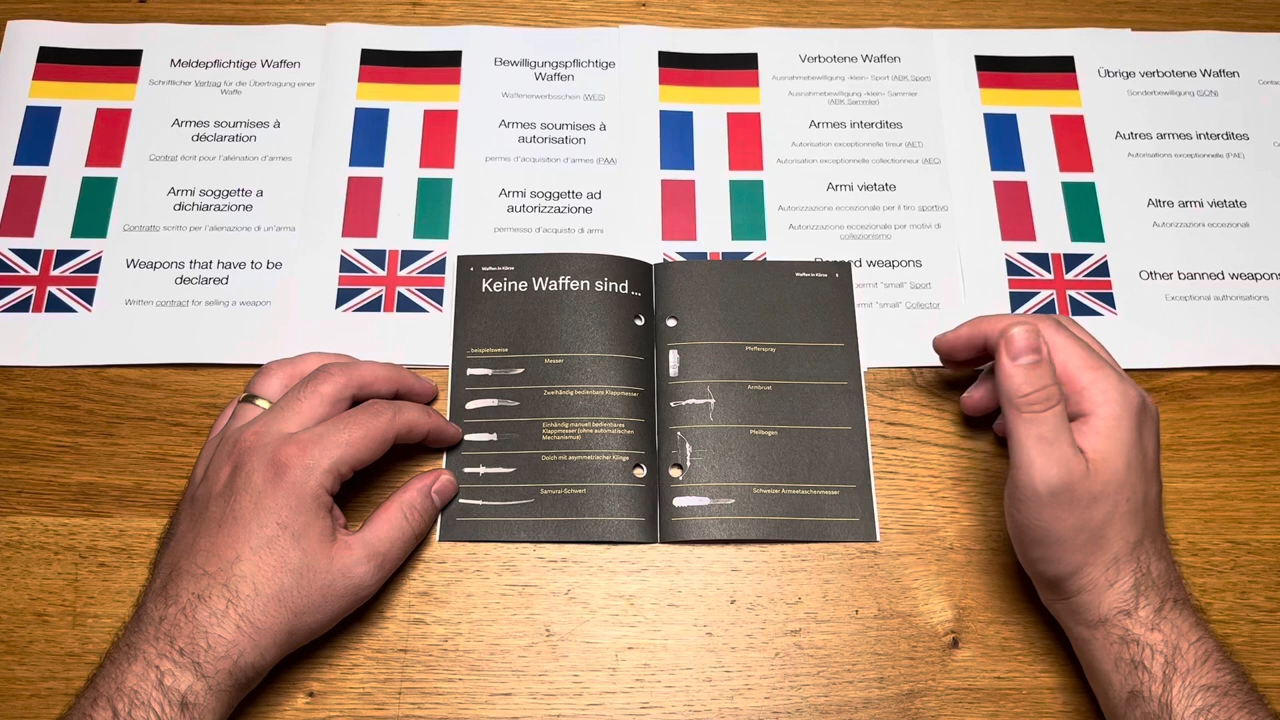 Meldepflichtige Waffen
Schriftlicher Vertrag für die Übertragung einer
Waffe
Armes soumises à
déclaration
Contrat écrit pour l'aliénation d'armes
Armi soggette a
dichiarazione
Contratto scritto per l'alienazione di un'arma
Weapons that have to be
declared
Written contract for selling a weapon
Bewilligungspflichtige
Waffen
Waffenerwerbsschein (WES)
Armes soumises à
autorisation
permis d'acquisition d'armes (PAA)
Armi soggette ad
autorizzazione
permesso d'acquisto di armi
Verbotene Waffen
Ausnahmebewilligung «klein» Sport (ABK Sport)
Ausnahmebewilligung «klein» Sammler
(ABK Sammler)
Armes interdites
Autorisation exceptionnelle tireur (AET)
Autorisation exceptionnelle collectionneur (AEC)
Armi vietate
Autorizzazione eccezionale per il tiro sportivo
Autorizzazione eccezionale per motivi di
collezionismo
weapons
"small" Sport
"small" Collector
Übrige verbotene Waffen
Sonderbewilligung (SON)
Autres armes interdites
Autorisations exceptionnelle (PAE)
Altre armi vietate
Autorizzazioni eccezionali
Other banned weapons
Exceptional authorisations
4 Waffen in Kürze
Keine Waffen sind ...
... beispielsweise
Messer
Zweihändig bedienbare Klappmesser
Einhändig manuell bedienbares
Klappmesser (ohne automatischen
Mechanismus)
Dolch mit asymmetrischer Klinge
Samurai-Schwert
Waffen in Kürze 5
Pfefferspray
Armbrust
Pfeilbogen
Schweizer Armeetaschenmesser